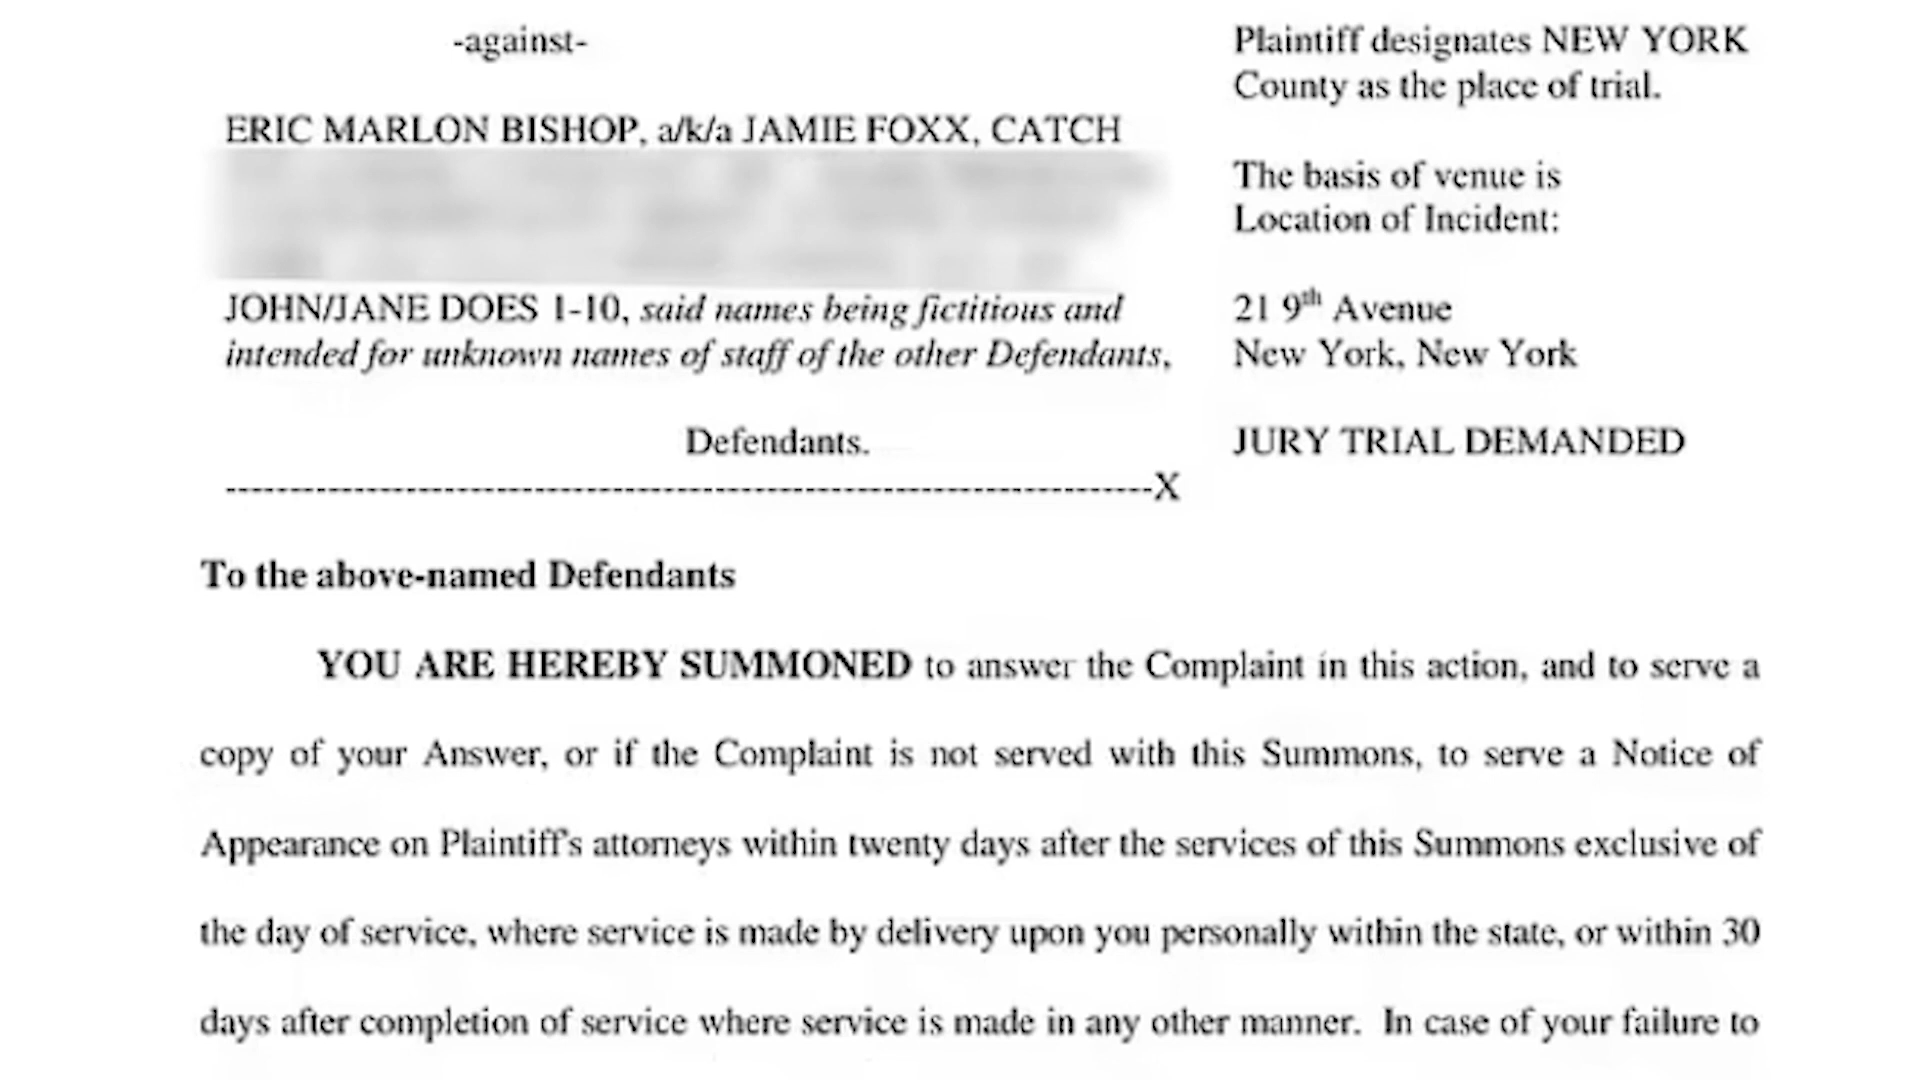 -against-
ERIC MARLON BISHOP, a/k/a JAMIE FOXX, CATCH
JOHN/JANE DOES 1-10, said names being fictitious and
intended for unknown names of staff of the other Defendants,
Defendants.
-----------------------------------------------------------------------X
Plaintiff designates NEW YORK
County as the place of trial.
The basis of venue is
Location of Incident:
21 9th Avenue
New York, New York
JURY TRIAL DEMANDED
To the above-named Defendants
YOU ARE HEREBY SUMMONED to answer the Complaint in this action, and to serve a
copy of your Answer, or if the Complaint is not served with this Summons, to serve a Notice of
Appearance on Plaintiff's attorneys within twenty days after the services of this Summons exclusive of
the day of service, where service is made by delivery upon you personally within the state, or within 30
days after completion of service where service is made in any other manner. In case of your failure to